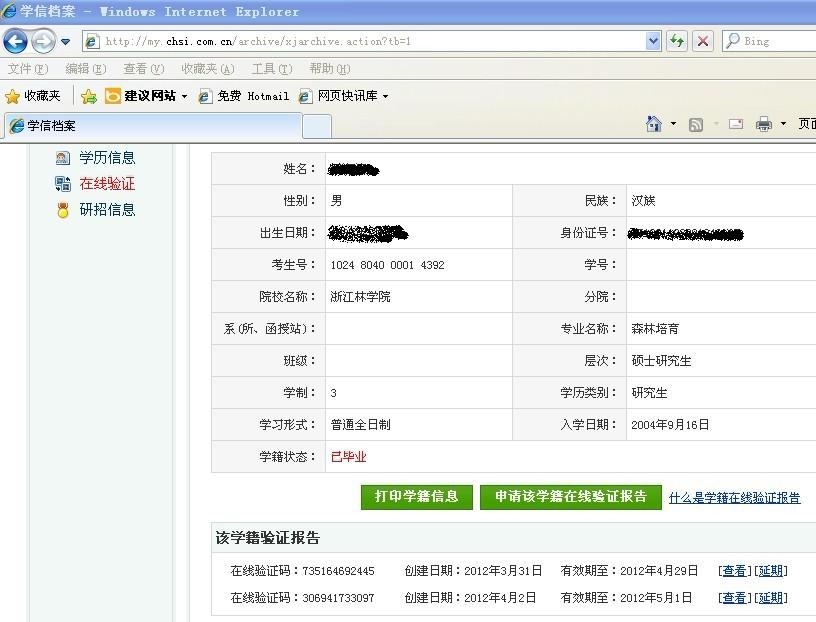 学信档案 - Windows Internet Explorer
http://my.chsi.com.cn/archive/xjarchive.action?tb=1
Bing
文件(F) 编辑(E) 查看(V) 收藏夹(A) 工具(T) 帮助(H)
收藏夹 建议网站 免费 Hotmail 网页快讯库
学信档案 页面
学历信息
在线验证
研招信息
姓名：
性别： 男 民族： 汉族
出生日期： 身份证号：
考生号： 1024 8040 0001 4392 学号：
院校名称： 浙江林学院 分院：
系(所、函授站)： 专业名称： 森林培育
班级： 层次： 硕士研究生
学制： 3 学历类别： 研究生
学习形式： 普通全日制 入学日期： 2004年9月16日
学籍状态： 已毕业
打印学籍信息 申请该学籍在线验证报告 什么是学籍在线验证报告
该学籍验证报告
在线验证码：735164692445 创建日期：2012年3月31日 有效期至：2012年4月29日 [查看][延期]
在线验证码：306941733097 创建日期：2012年4月2日 有效期至：2012年5月1日 [查看][延期]